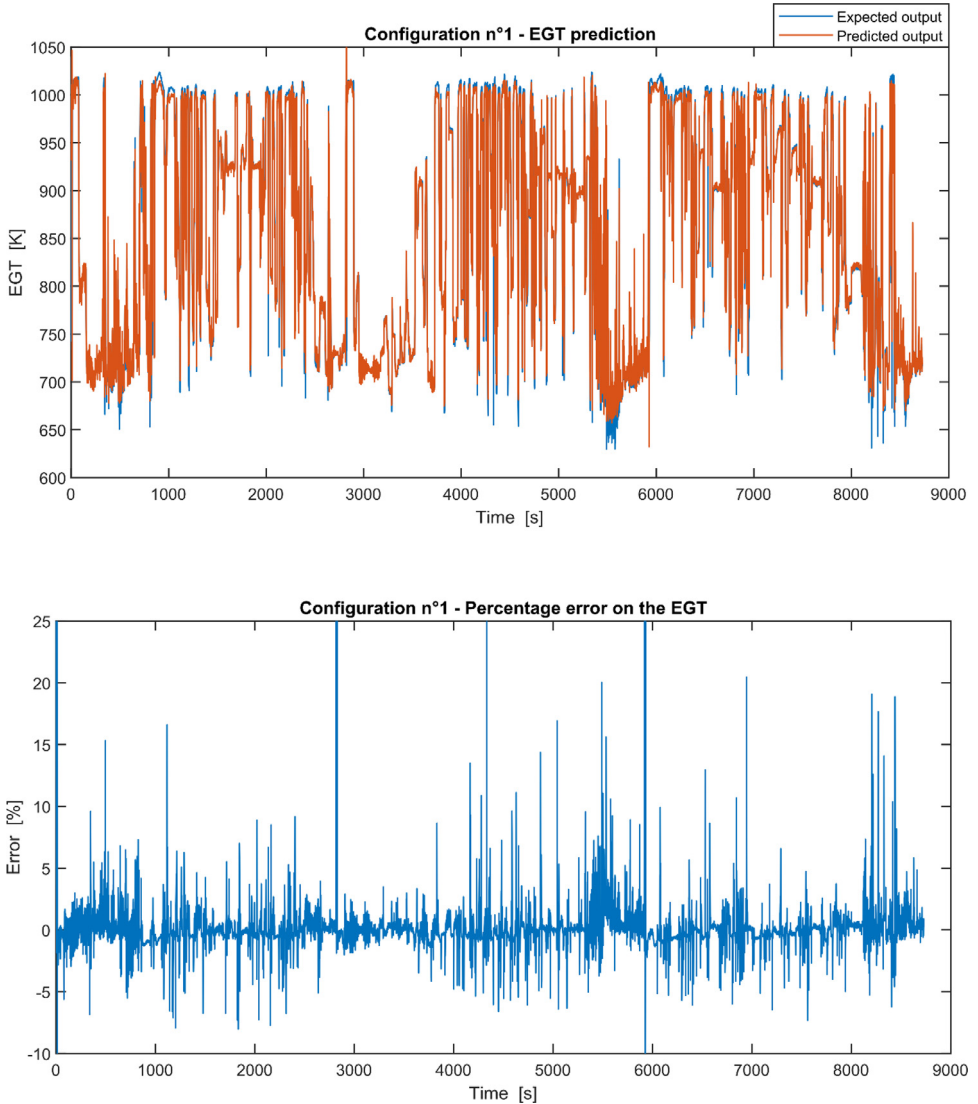 Configuration n°1 - EGT prediction
Expected output
Predicted output
1050
1000
950
900
850
800
750
700
650
600
EGT [K]
0 1000 2000 3000 4000 5000 6000 7000 8000 9000
Time [s]
Configuration n°1 - Percentage error on the EGT
25
20
15
10
5
0
-5
-10
Error [%]
0 1000 2000 3000 4000 5000 6000 7000 8000 9000
Time [s]